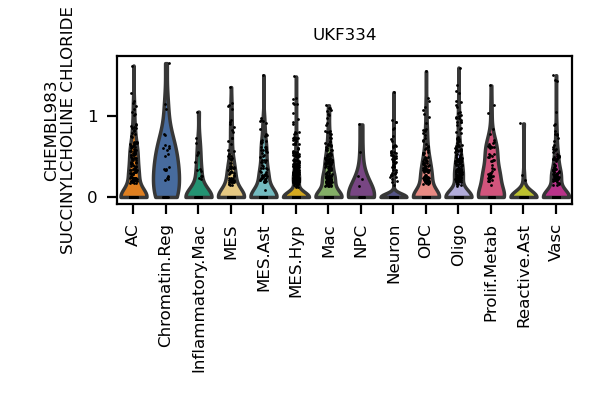 UKF334
CHEMBL983
SUCCINYLCHOLINE CHLORIDE
1
0
AC
Chromatin.Reg
Inflammatory.Mac
MES
MES.Ast
MES.Hyp
Mac
NPC
Neuron
OPC
Oligo
Prolif.Metab
Reactive.Ast
Vasc